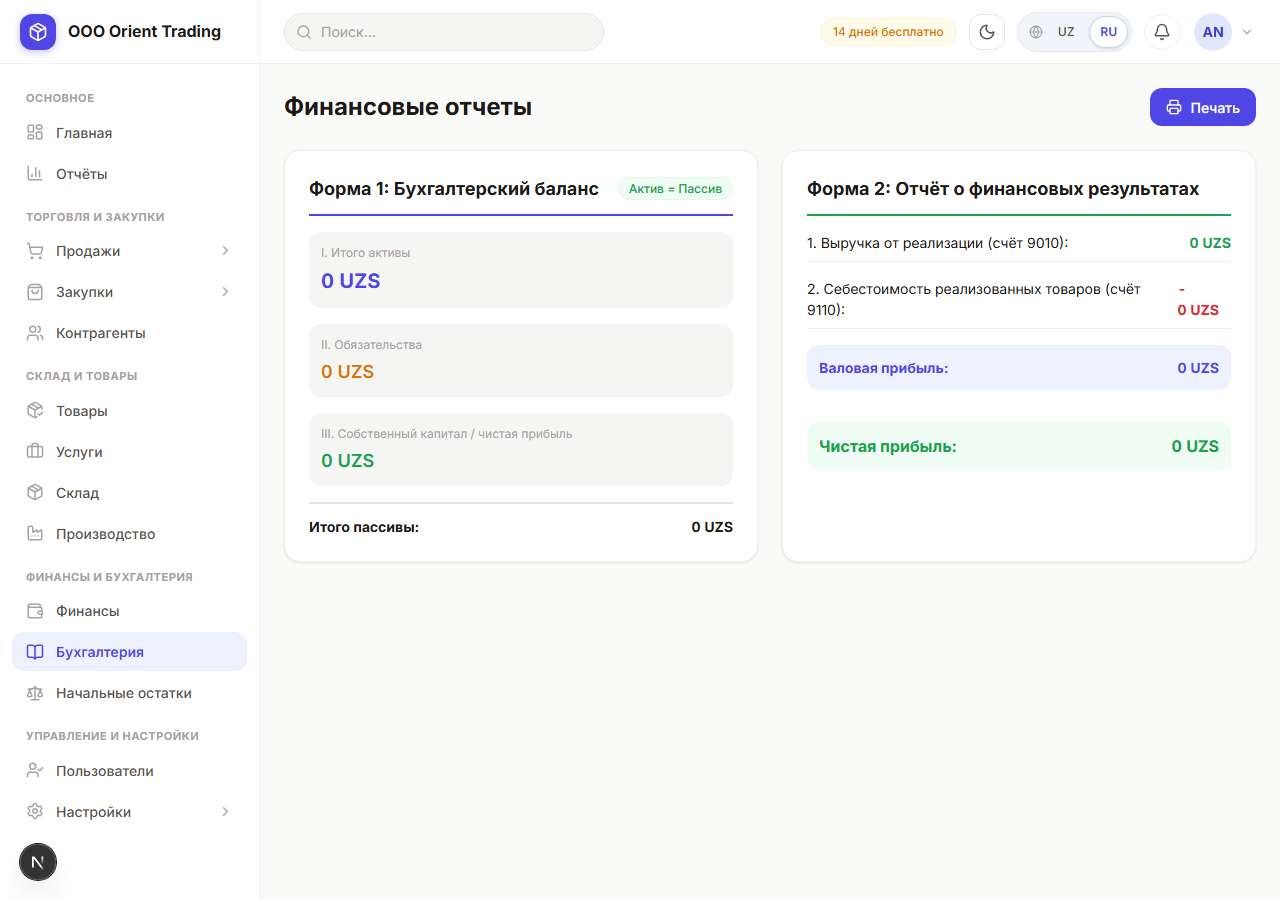 OOO Orient Trading
Поиск...
14 дней бесплатно
UZ
RU
AN
ОСНОВНОЕ
Главная
Отчёты
ТОРГОВЛЯ И ЗАКУПКИ
Продажи
Закупки
Контрагенты
СКЛАД И ТОВАРЫ
Товары
Услуги
Склад
Производство
ФИНАНСЫ И БУХГАЛТЕРИЯ
Финансы
Бухгалтерия
Начальные остатки
УПРАВЛЕНИЕ И НАСТРОЙКИ
Пользователи
Настройки
N
Финансовые отчеты
Печать
Форма 1: Бухгалтерский баланс
Актив = Пассив
I. Итого активы
0 UZS
II. Обязательства
0 UZS
III. Собственный капитал / чистая прибыль
0 UZS
Итого пассивы:
0 UZS
Форма 2: Отчёт о финансовых результатах
1. Выручка от реализации (счёт 9010):
0 UZS
2. Себестоимость реализованных товаров (счёт
9110):
-
0 UZS
Валовая прибыль:
0 UZS
Чистая прибыль:
0 UZS